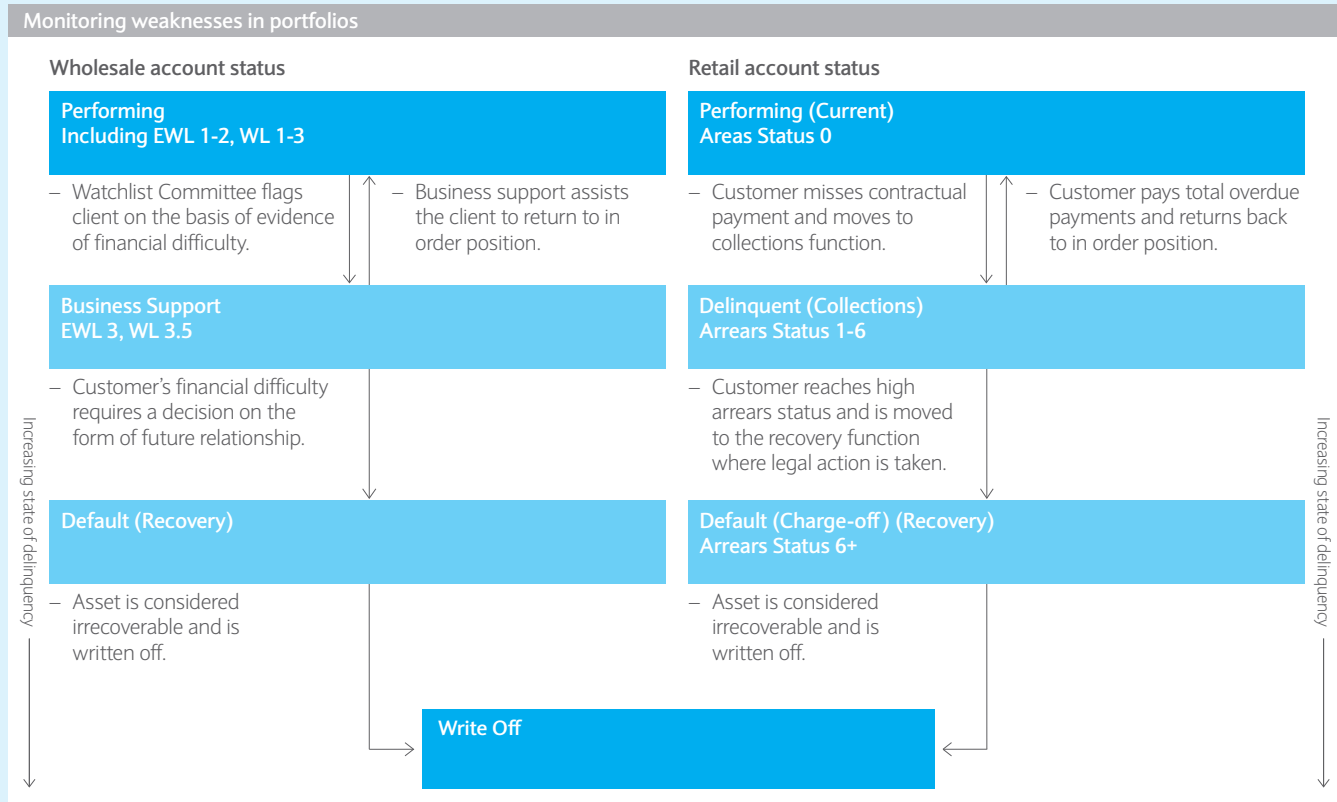 Monitoring weaknesses in portfolios
Wholesale account status
Performing
Including EWL 1-2, WL 1-3
– Watchlist Committee flags
client on the basis of evidence
of financial difficulty.
– Business support assists
the client to return to in
order position.
Business Support
EWL 3, WL 3.5
– Customer’s financial difficulty
requires a decision on the
form of future relationship.
Default (Recovery)
– Asset is considered
irrecoverable and is
written off.
Retail account status
Performing (Current)
Areas Status 0
– Customer misses contractual
payment and moves to
collections function.
– Customer pays total overdue
payments and returns back
to in order position.
Delinquent (Collections)
Arrears Status 1-6
– Customer reaches high
arrears status and is moved
to the recovery function
where legal action is taken.
Default (Charge-off) (Recovery)
Arrears Status 6+
– Asset is considered
irrecoverable and is
written off.
Write Off
Increasing state of delinquency
Increasing state of delinquency